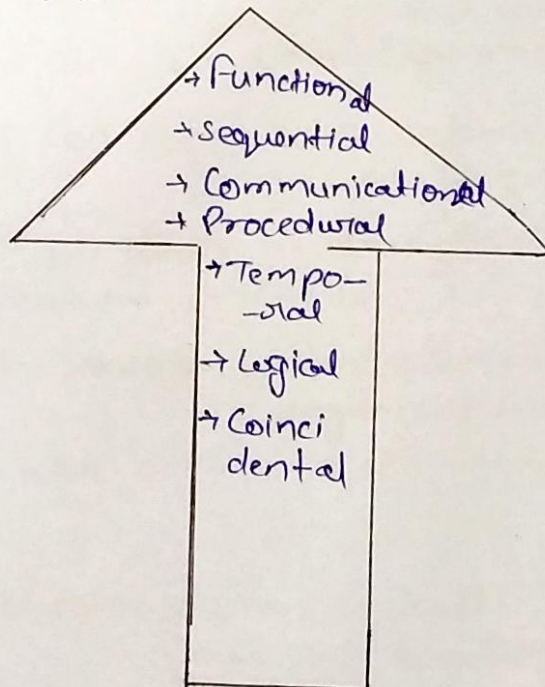 → Functional
→ Sequential
→ Communicational
→ Procedural
→ Tempo-
-ral
→ Logical
→ Coinci
dental